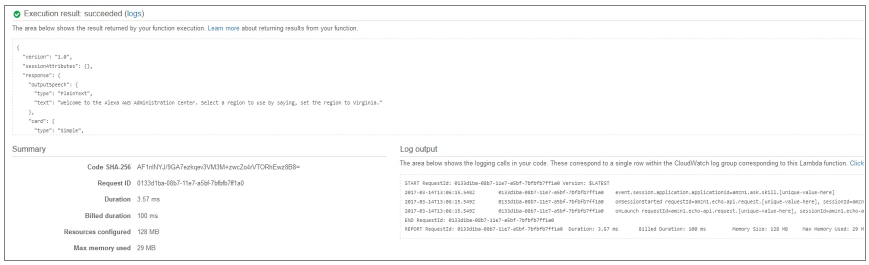 Execution result: succeeded (logs)
The area below shows the result returned by your function execution. Learn more about returning results from your function.
{
"version": "1.0",
"sessionAttributes": {},
"response": {
"outputSpeech": {
"type": "PlainText",
"text": "Welcome to the Alexa AWS Administration Center. Select a region to use by saying, set the region to virginia."
},
"card": {
"type": "Simple",
Summary
Code SHA-256 AF1nINYJ/9GA7ezkqev3VM3M+zwcZo4rVTORhEwz8B8=
Request ID 0133d1ba-08b7-11e7-a5bf-7bfbfb7ff1a0
Duration 3.57 ms
Billed duration 100 ms
Resources configured 128 MB
Max memory used 29 MB
Log output
The area below shows the logging calls in your code. These correspond to a single row within the CloudWatch log group corresponding to this Lambda function. Click
START RequestId: 0133d1ba-08b7-11e7-a5bf-7bfbfb7ff1a0 Version: $LATEST
2017-03-14T13:06:15.549Z 0133d1ba-08b7-11e7-a5bf-7bfbfb7ff1a0 event.session.application.applicationId=amzn1.ask.skill.[unique-value-here]
2017-03-14T13:06:15.549Z 0133d1ba-08b7-11e7-a5bf-7bfbfb7ff1a0 onSessionStarted requestId=amzn1.echo-api.request.[unique-value-here], sessionId=amzn
2017-03-14T13:06:15.549Z 0133d1ba-08b7-11e7-a5bf-7bfbfb7ff1a0 onLaunch requestId=amzn1.echo-api.request.[unique-value-here], sessionId=amzn1.echo-a
END RequestId: 0133d1ba-08b7-11e7-a5bf-7bfbfb7ff1a0
REPORT RequestId: 0133d1ba-08b7-11e7-a5bf-7bfbfb7ff1a0 Duration: 3.57 ms Billed Duration: 100 ms Memory Size: 128 MB Max Memory Used: 29 M